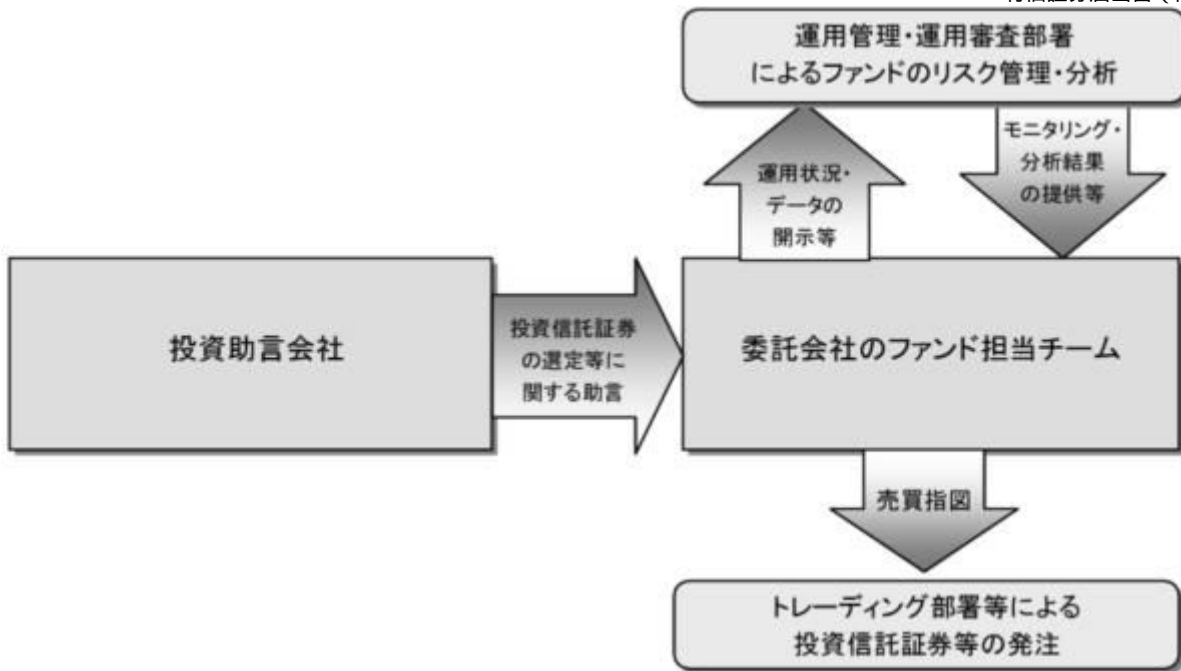 運用管理・運用審査部署
によるファンドのリスク管理・分析
運用状況・
データの
開示等
モニタリング・
分析結果
の提供等
投資助言会社
投資信託証券
の選定等に
関する助言
委託会社のファンド担当チーム
売買指図
トレーディング部署等による
投資信託証券等の発注